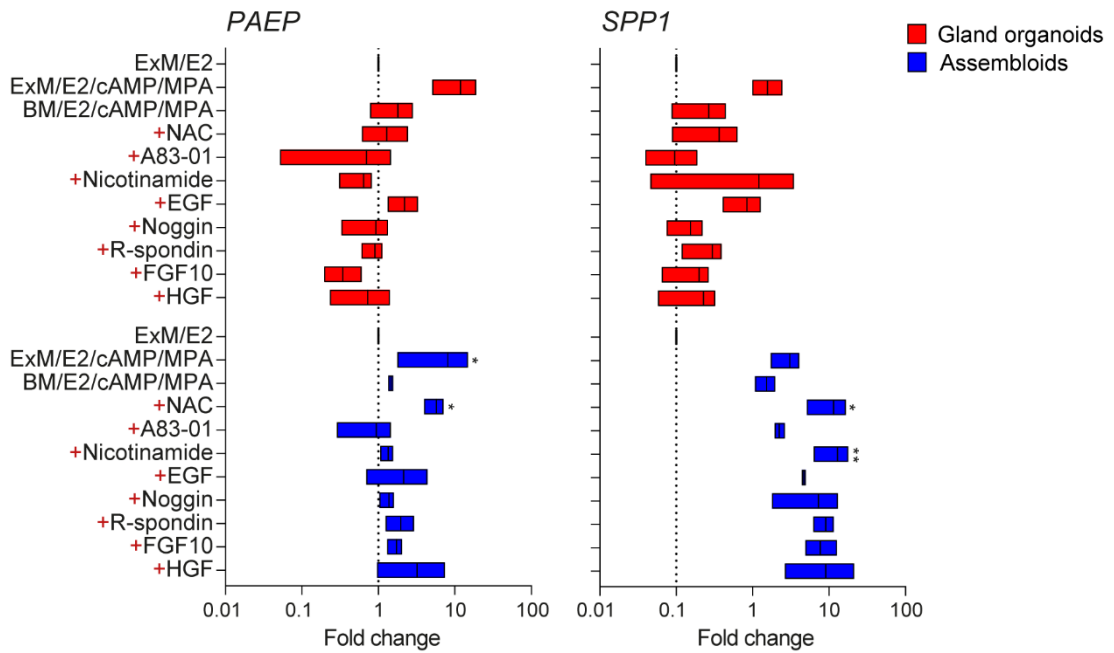 PAEP
SPP1
Gland organoids
Assembloids
ExM/E2
ExM/E2/cAMP/MPA
BM/E2/cAMP/MPA
+NAC
+A83-01
+Nicotinamide
+EGF
+Noggin
+R-spondin
+FGF10
+HGF
ExM/E2
ExM/E2/cAMP/MPA
*
BM/E2/cAMP/MPA
+NAC
* *
+A83-01
+Nicotinamide
**
+EGF
+Noggin
+R-spondin
+FGF10
+HGF
0.01 0.1 1 10 100
0.01 0.1 1 10 100
Fold change
Fold change